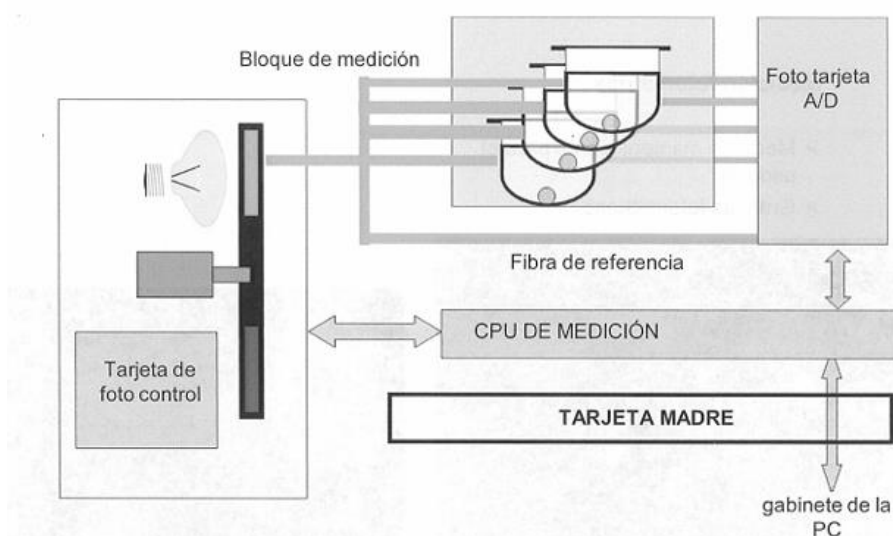 Bloque de medición
Foto tarjeta
A/D
Fibra de referencia
CPU DE MEDICIÓN
Tarjeta de
foto control
TARJETA MADRE
gabinete de la
PC